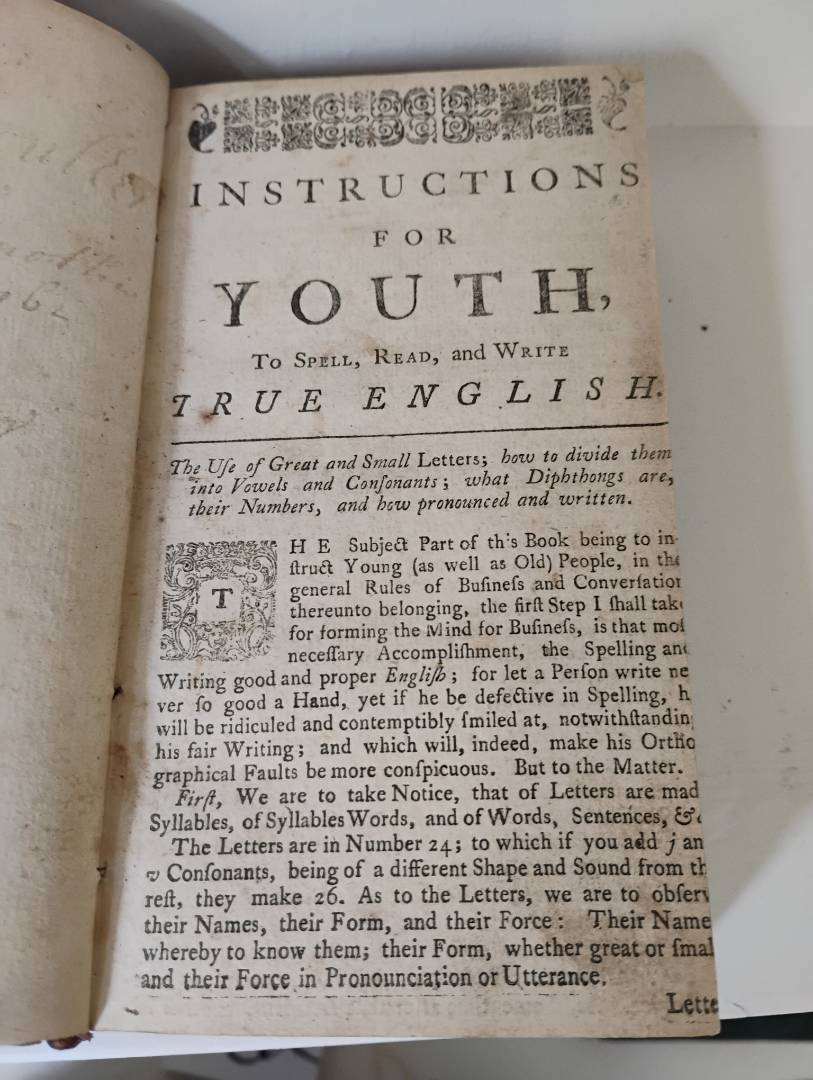 INSTRUCTIONS
FOR
YOUTH,
To SPELL, READ, and WRITE
TRUE ENGLISH.
The Uſe of Great and Small Letters; how to divide them
into Vowels and Conſonants; what Diphthongs are,
their Numbers, and how pronounced and written.
THE Subject Part of this Book being to in-
ſtruct Young (as well as Old) People, in the
general Rules of Buſineſs and Converſation
thereunto belonging, the firſt Step I ſhall take
for forming the Mind for Buſineſs, is that moſ
neceſſary Accompliſhment, the Spelling and
Writing good and proper Engliſh; for let a Perſon write ne
ver ſo good a Hand, yet if he be defective in Spelling, h
will be ridiculed and contemptibly ſmiled at, notwithſtandin
his fair Writing; and which will, indeed, make his Ortho
graphical Faults be more conſpicuous. But to the Matter.
Firſt, We are to take Notice, that of Letters are mad
Syllables, of Syllables Words, and of Words, Sentences, &c
The Letters are in Number 24; to which if you add j an
v Conſonants, being of a different Shape and Sound from th
reſt, they make 26. As to the Letters, we are to obſerv
their Names, their Form, and their Force: Their Name
whereby to know them; their Form, whether great or ſmal
and their Force in Pronounciation or Utterance.
Lette